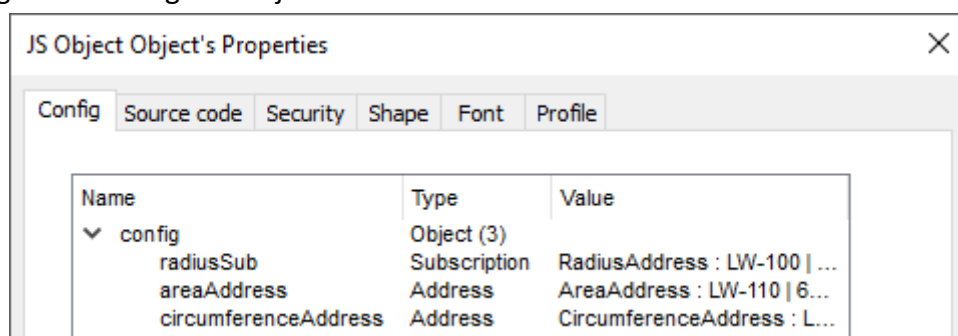 JS Object Object's Properties
Config Source code Security Shape Font Profile
Name Type Value
config Object (3)
radiusSub Subscription RadiusAddress : LW-100 | ...
areaAddress Address AreaAddress : LW-110 | 6...
circumferenceAddress Address CircumferenceAddress : L...